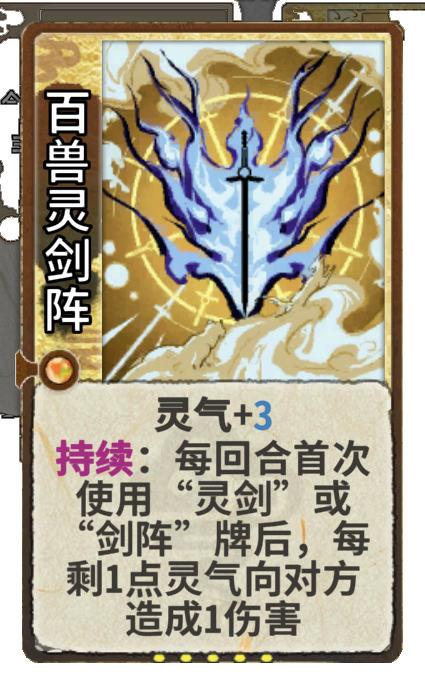 百兽灵剑阵
灵气+3
持续：每回合首次
使用“灵剑”或
“剑阵”牌后，每
剩1点灵气向对方
造成1伤害